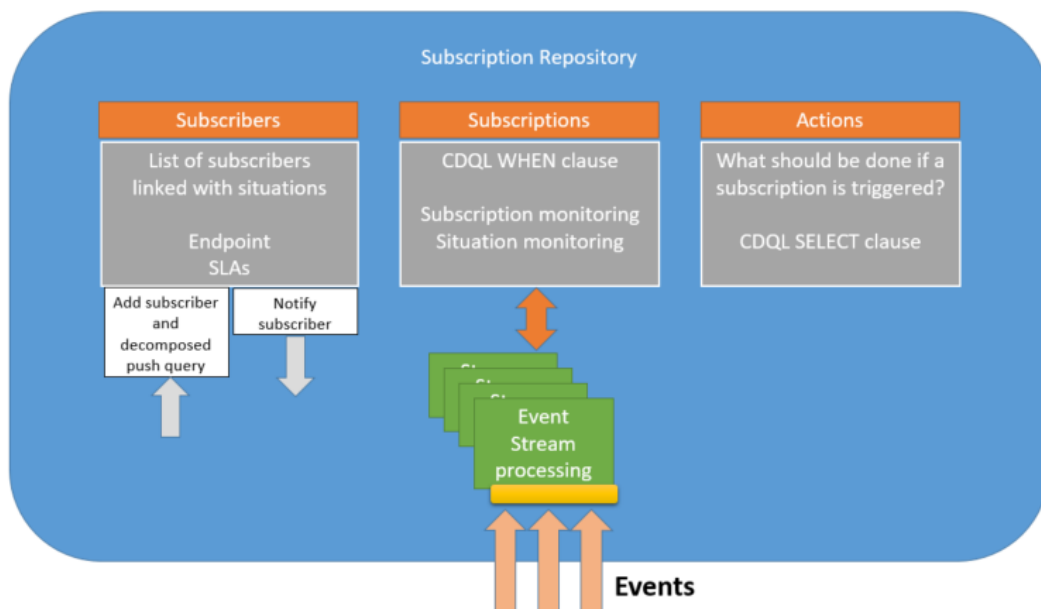 Subscription Repository
Subscribers
List of subscribers
linked with situations
Endpoint
SLAs
Add subscriber
and
decomposed
push query
Notify
subscriber
Subscriptions
CDQL WHEN clause
Subscription monitoring
Situation monitoring
Actions
What should be done if a
subscription is triggered?
CDQL SELECT clause
Event
Stream
processing
Events